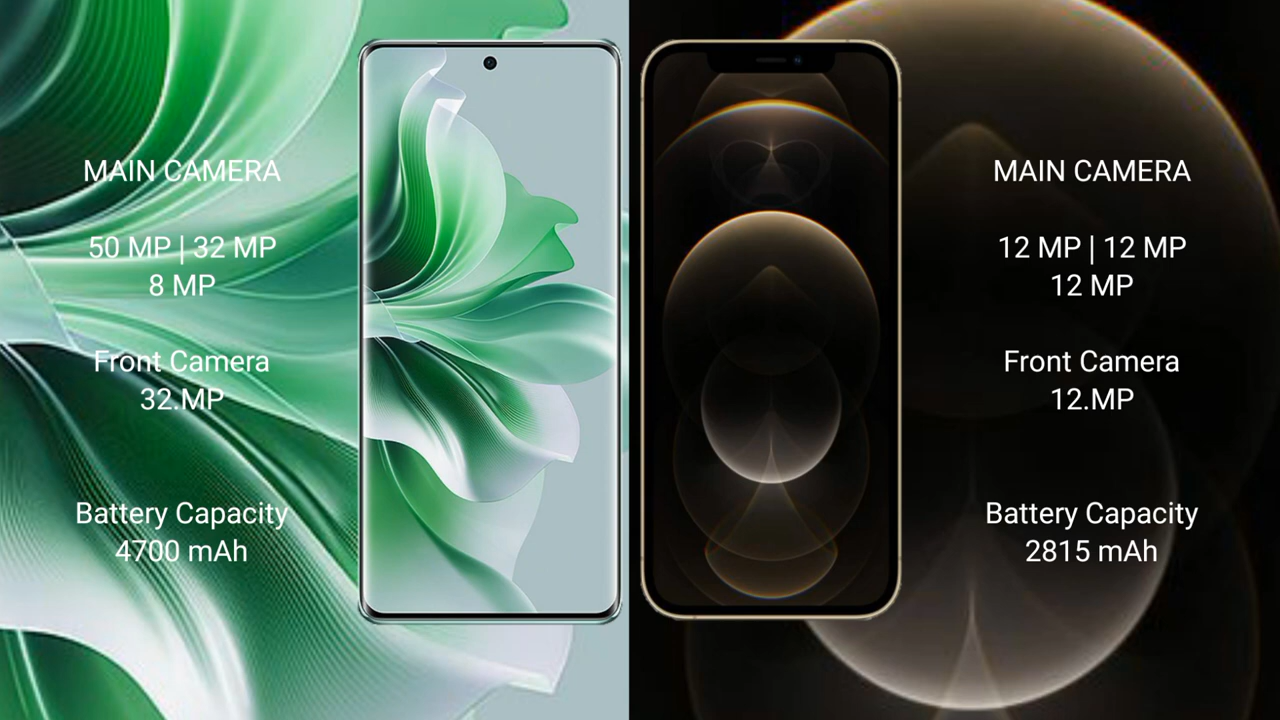 MAIN CAMERA
50 MP | 32 MP
8 MP
Front Camera
32.MP
Battery Capacity
4700 mAh
MAIN CAMERA
12 MP | 12 MP
12 MP
Front Camera
12.MP
Battery Capacity
2815 mAh